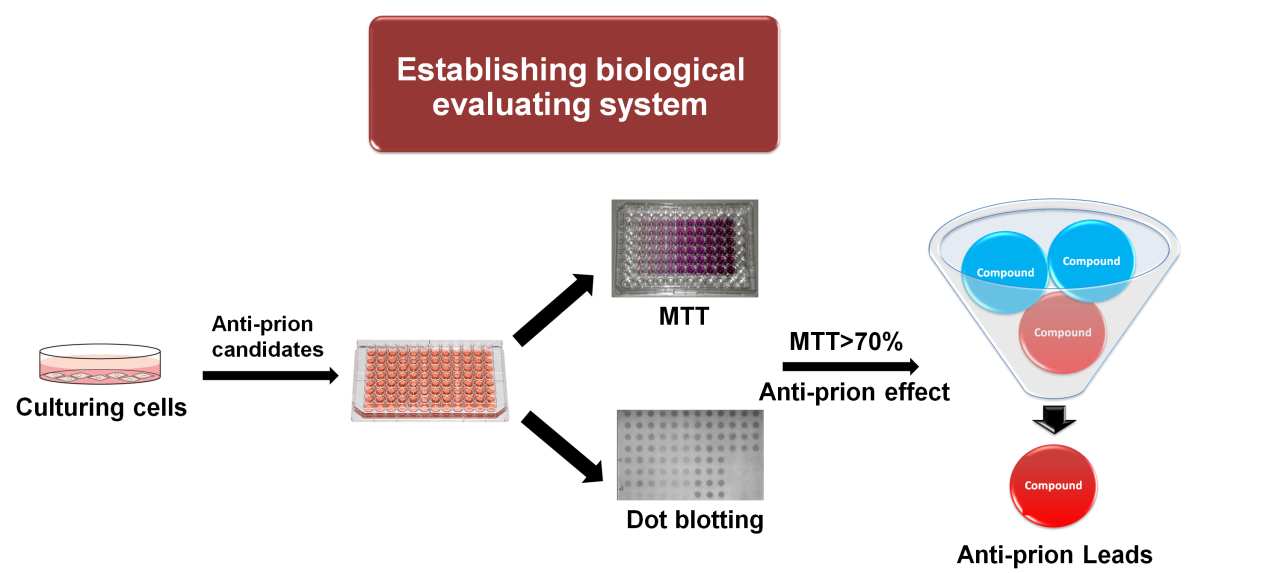 Establishing biological
evaluating system
Anti-prion
candidates
Culturing cells
MTT
Dot blotting
MTT>70%
Anti-prion effect
Compound
Compound
Compound
Compound
Anti-prion Leads